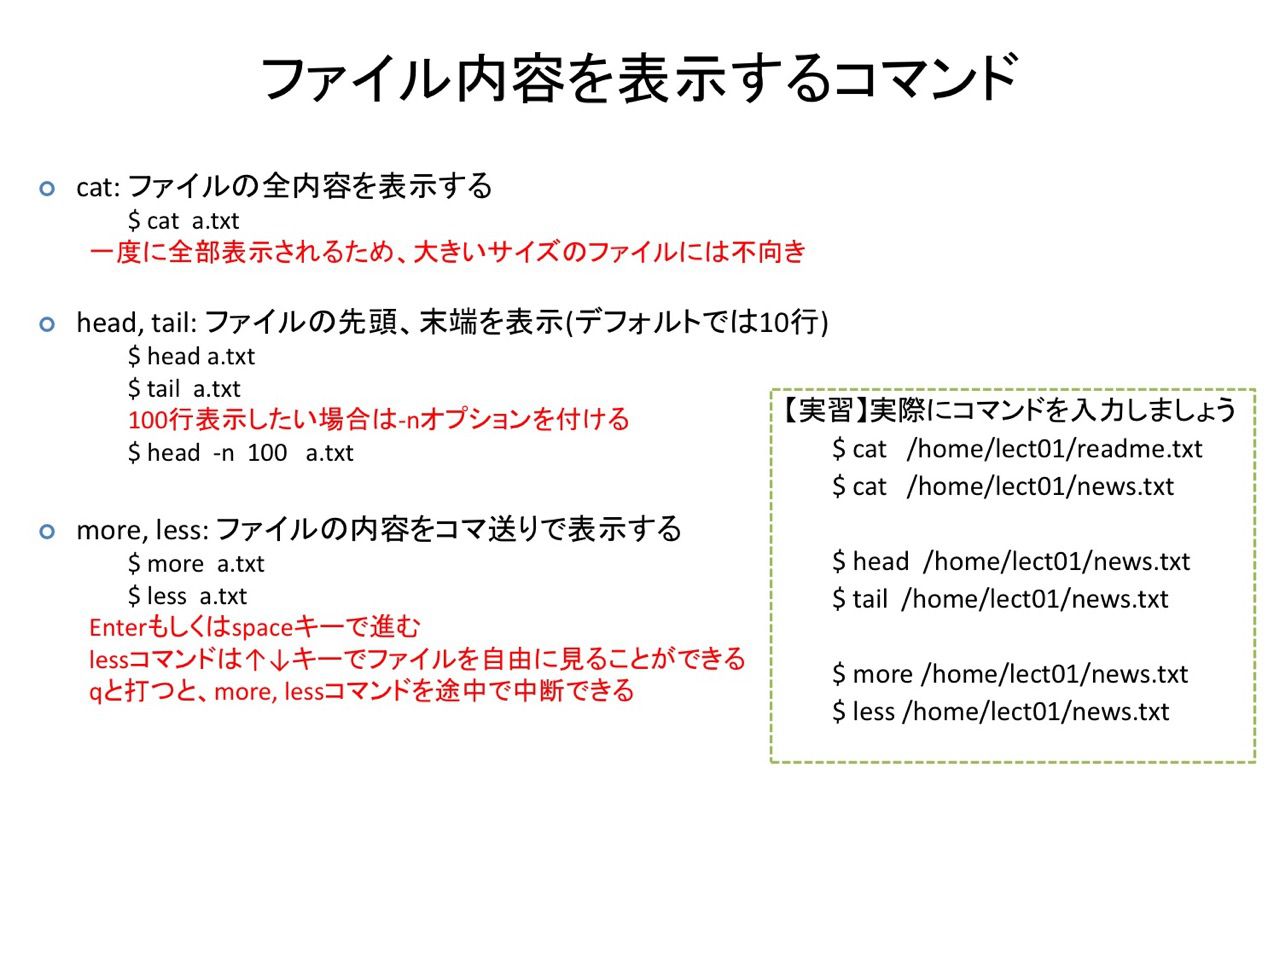 ファイル内容を表示するコマンド
cat: ファイルの全内容を表示する
$ cat a.txt
一度に全部表示されるため、大きいサイズのファイルには不向き
head, tail: ファイルの先頭、末端を表示(デフォルトでは10行)
$ head a.txt
$ tail a.txt
100行表示したい場合は-nオプションを付ける
$ head -n 100 a.txt
more, less: ファイルの内容をコマ送りで表示する
$ more a.txt
$ less a.txt
Enterもしくはspaceキーで進む
lessコマンドは↑↓キーでファイルを自由に見ることができる
qと打つと、more, lessコマンドを途中で中断できる
【実習】実際にコマンドを入力しましょう
$ cat /home/lect01/readme.txt
$ cat /home/lect01/news.txt
$ head /home/lect01/news.txt
$ tail /home/lect01/news.txt
$ more /home/lect01/news.txt
$ less /home/lect01/news.txt